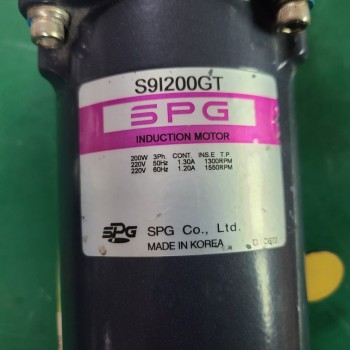 S9I200GT
SPG
INDUCTION MOTOR
200W 3Ph. CONT. INS.E T.P
220V 50Hz 1.30A 1300RPM
220V 60Hz 1.20A 1550RPM
SPG SPG Co., Ltd.
MADE IN KOREA